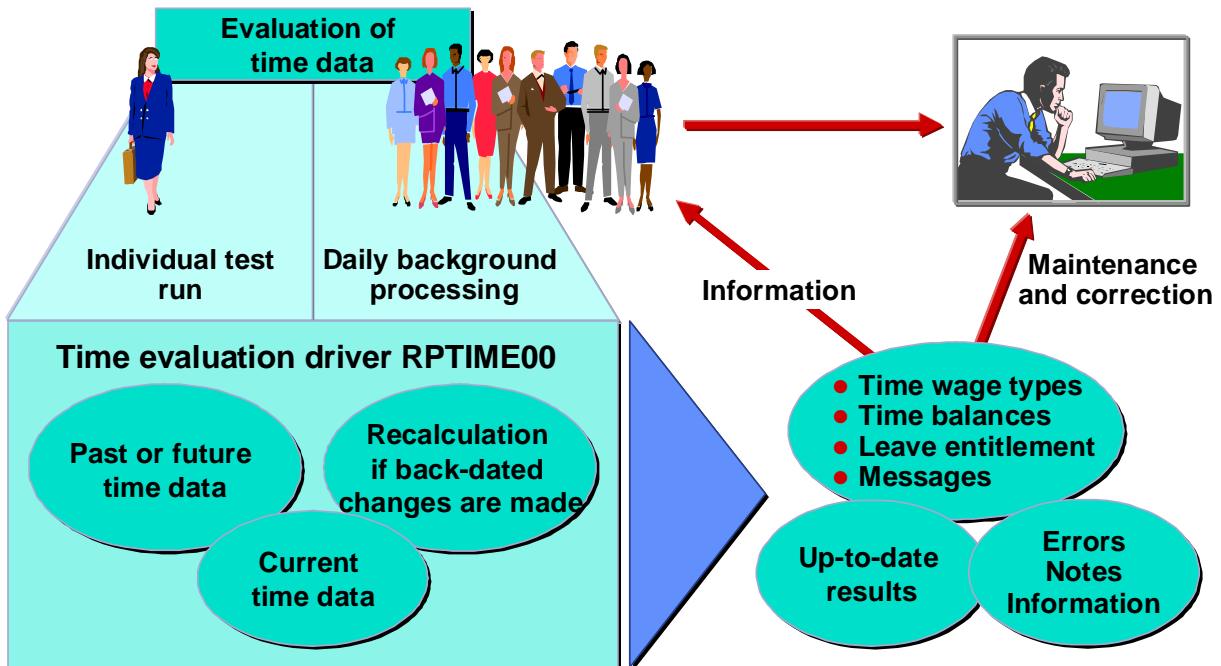 Evaluation of
time data
Individual test
run
Daily background
processing
Information
Maintenance
and correction
Time evaluation driver RPTIME00
Past or future
time data
Recalculation
if back-dated
changes are made
Current
time data
Time wage types
Time balances
Leave entitlement
Messages
Up-to-date
results
Errors
Notes
Information